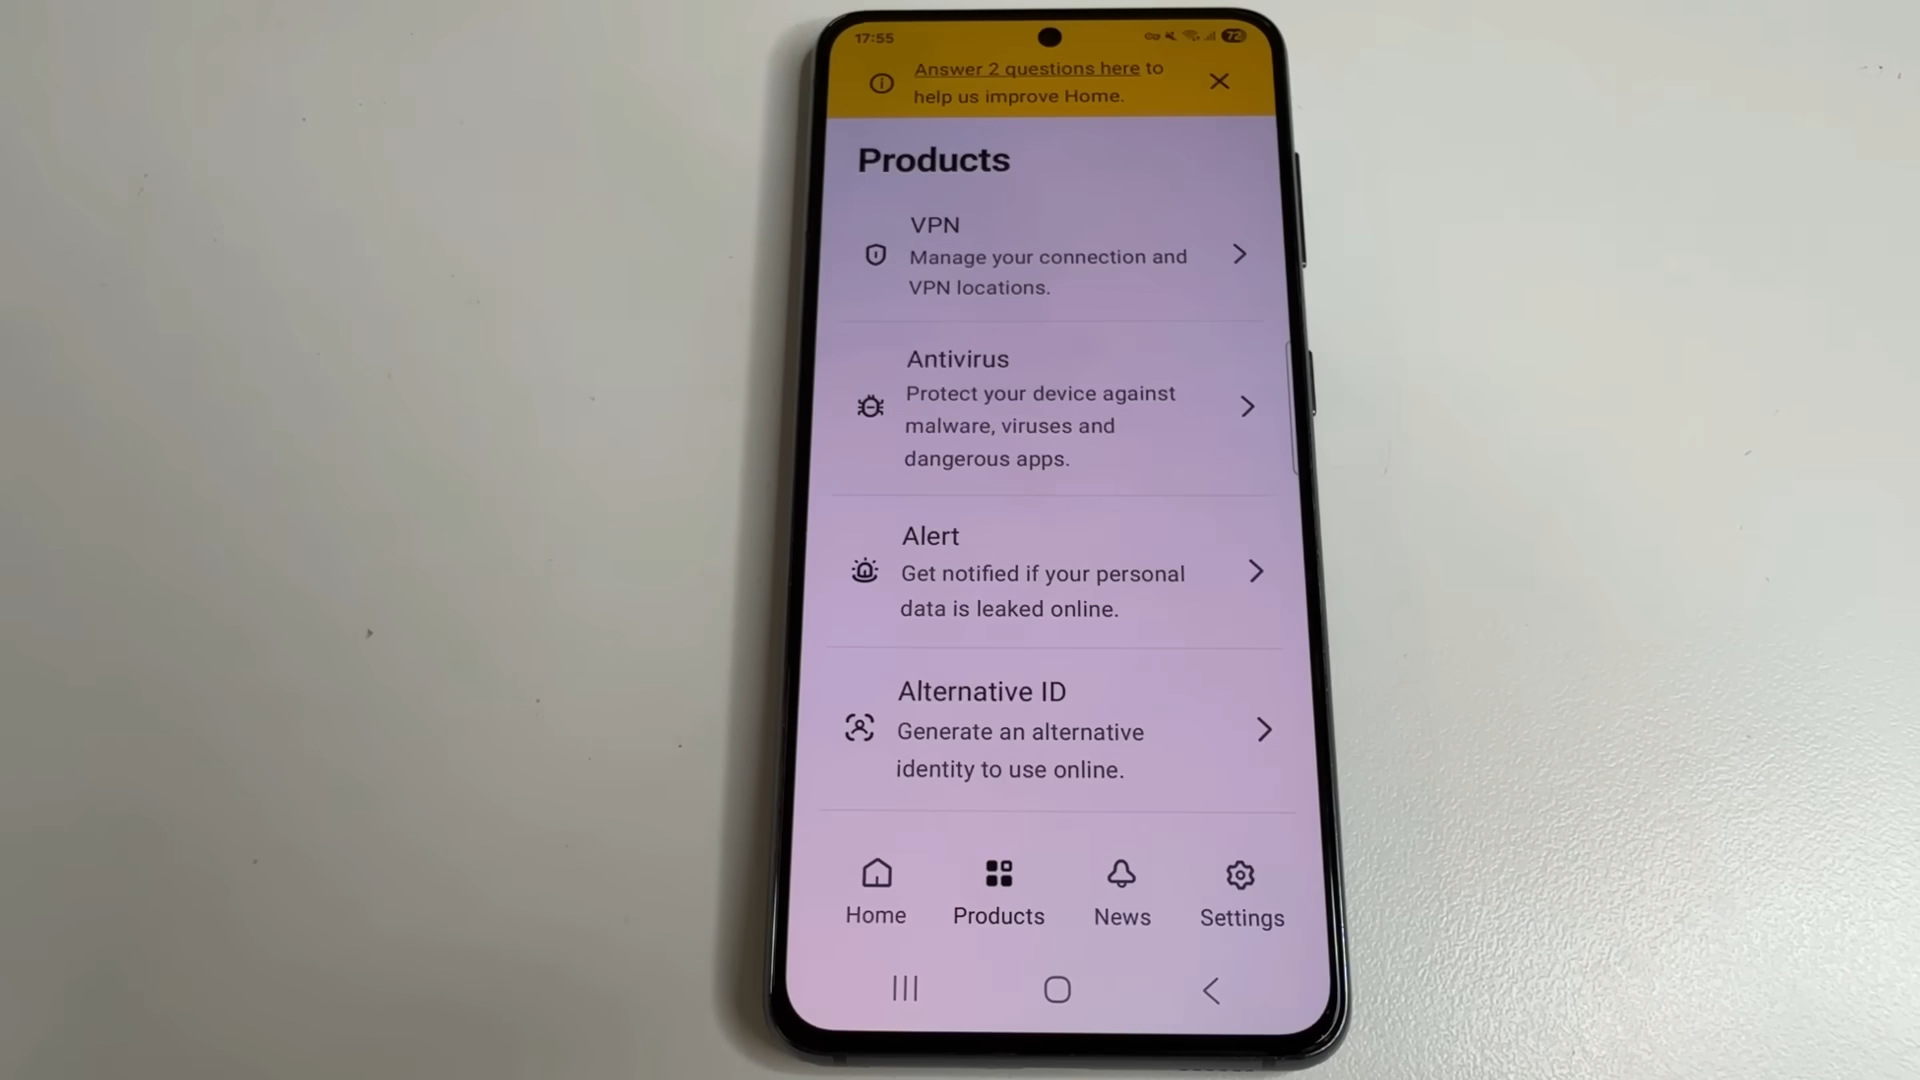 17:55
72
Answer 2 questions here to
help us improve Home.
Products
VPN
Manage your connection and
VPN locations.
Antivirus
Protect your device against
malware, viruses and
dangerous apps.
Alert
Get notified if your personal
data is leaked online.
Alternative ID
Generate an alternative
identity to use online.
Home
Products
News
Settings